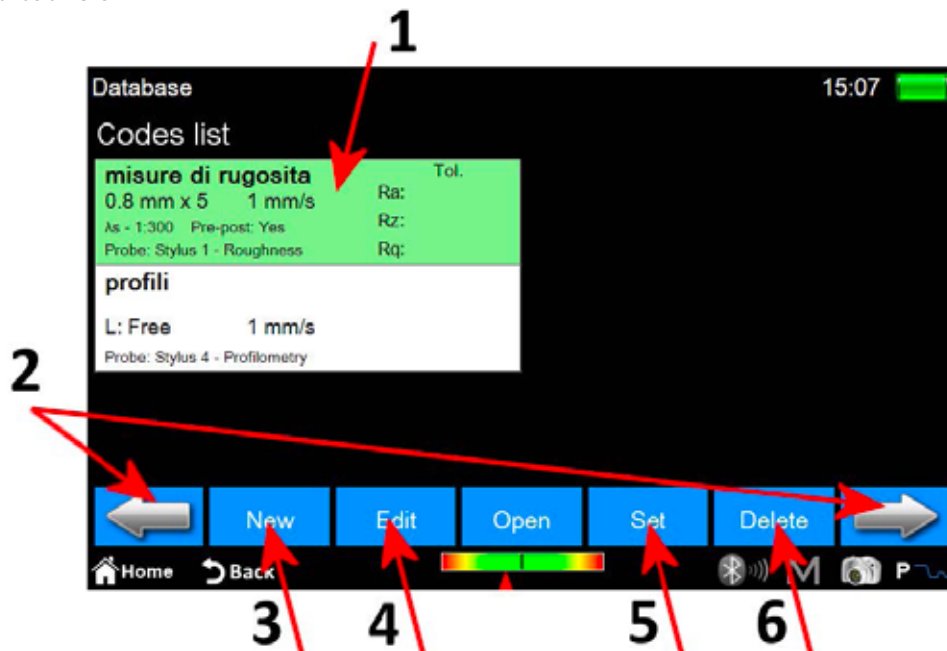 1
Database 15:07
Codes list
misure di rugosita Tol.
0.8 mm x 5 1 mm/s Ra:
λs - 1:300 Pre-post: Yes Rz:
Probe: Stylus 1 - Roughness Rq:
profili
L: Free 1 mm/s
Probe: Stylus 4 - Profilometry
2
New Edit Open Set Delete
Home Back M P
3 4 5 6